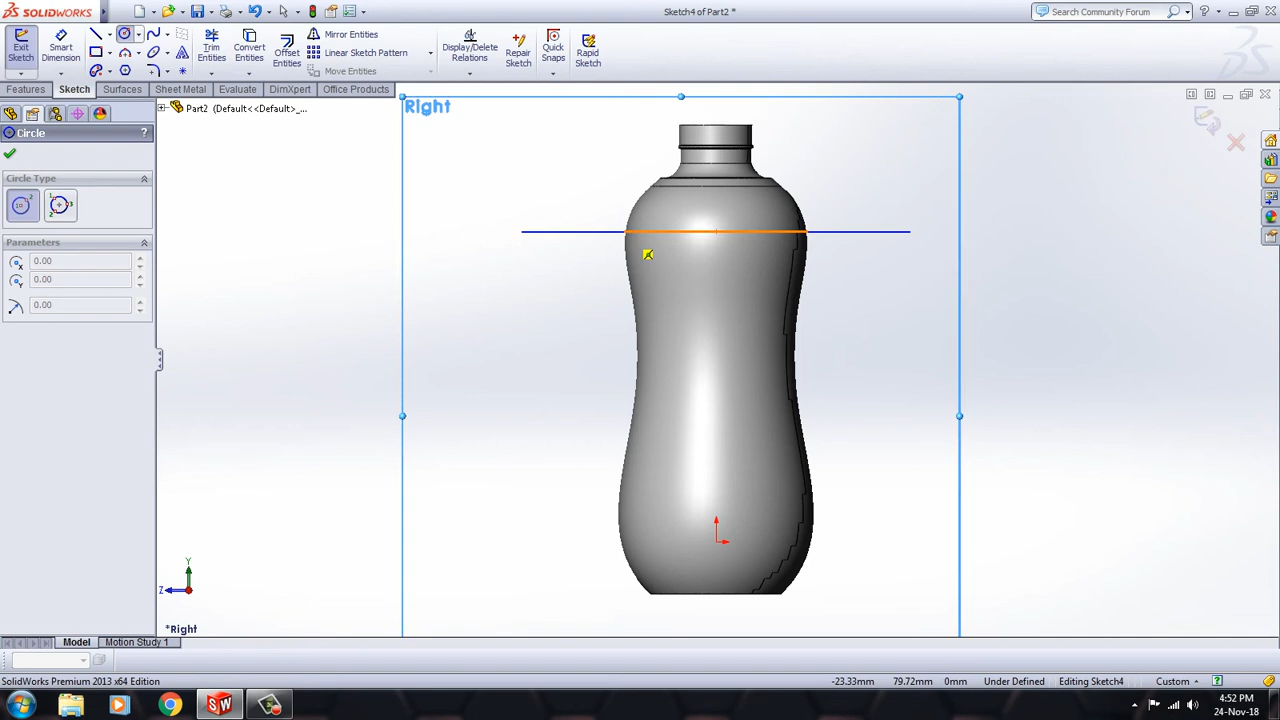 SOLIDWORKS
Sketch4 of Part2 *
Search Community Forum
Exit Sketch
Smart Dimension
Trim Entities
Convert Entities
Offset Entities
Mirror Entities
Linear Sketch Pattern
Move Entities
Display/Delete Relations
Repair Sketch
Quick Snaps
Rapid Sketch
Features
Sketch
Surfaces
Sheet Metal
Evaluate
DimXpert
Office Products
Part2 (Default<<Default>_...
Right
Circle
?
Circle Type
Parameters
0.00
0.00
0.00
Y
Z
*Right
Model
Motion Study 1
SolidWorks Premium 2013 x64 Edition
-23.33mm
79.72mm
0mm
Under Defined
Editing Sketch4
Custom
?
4:52 PM
24-Nov-18